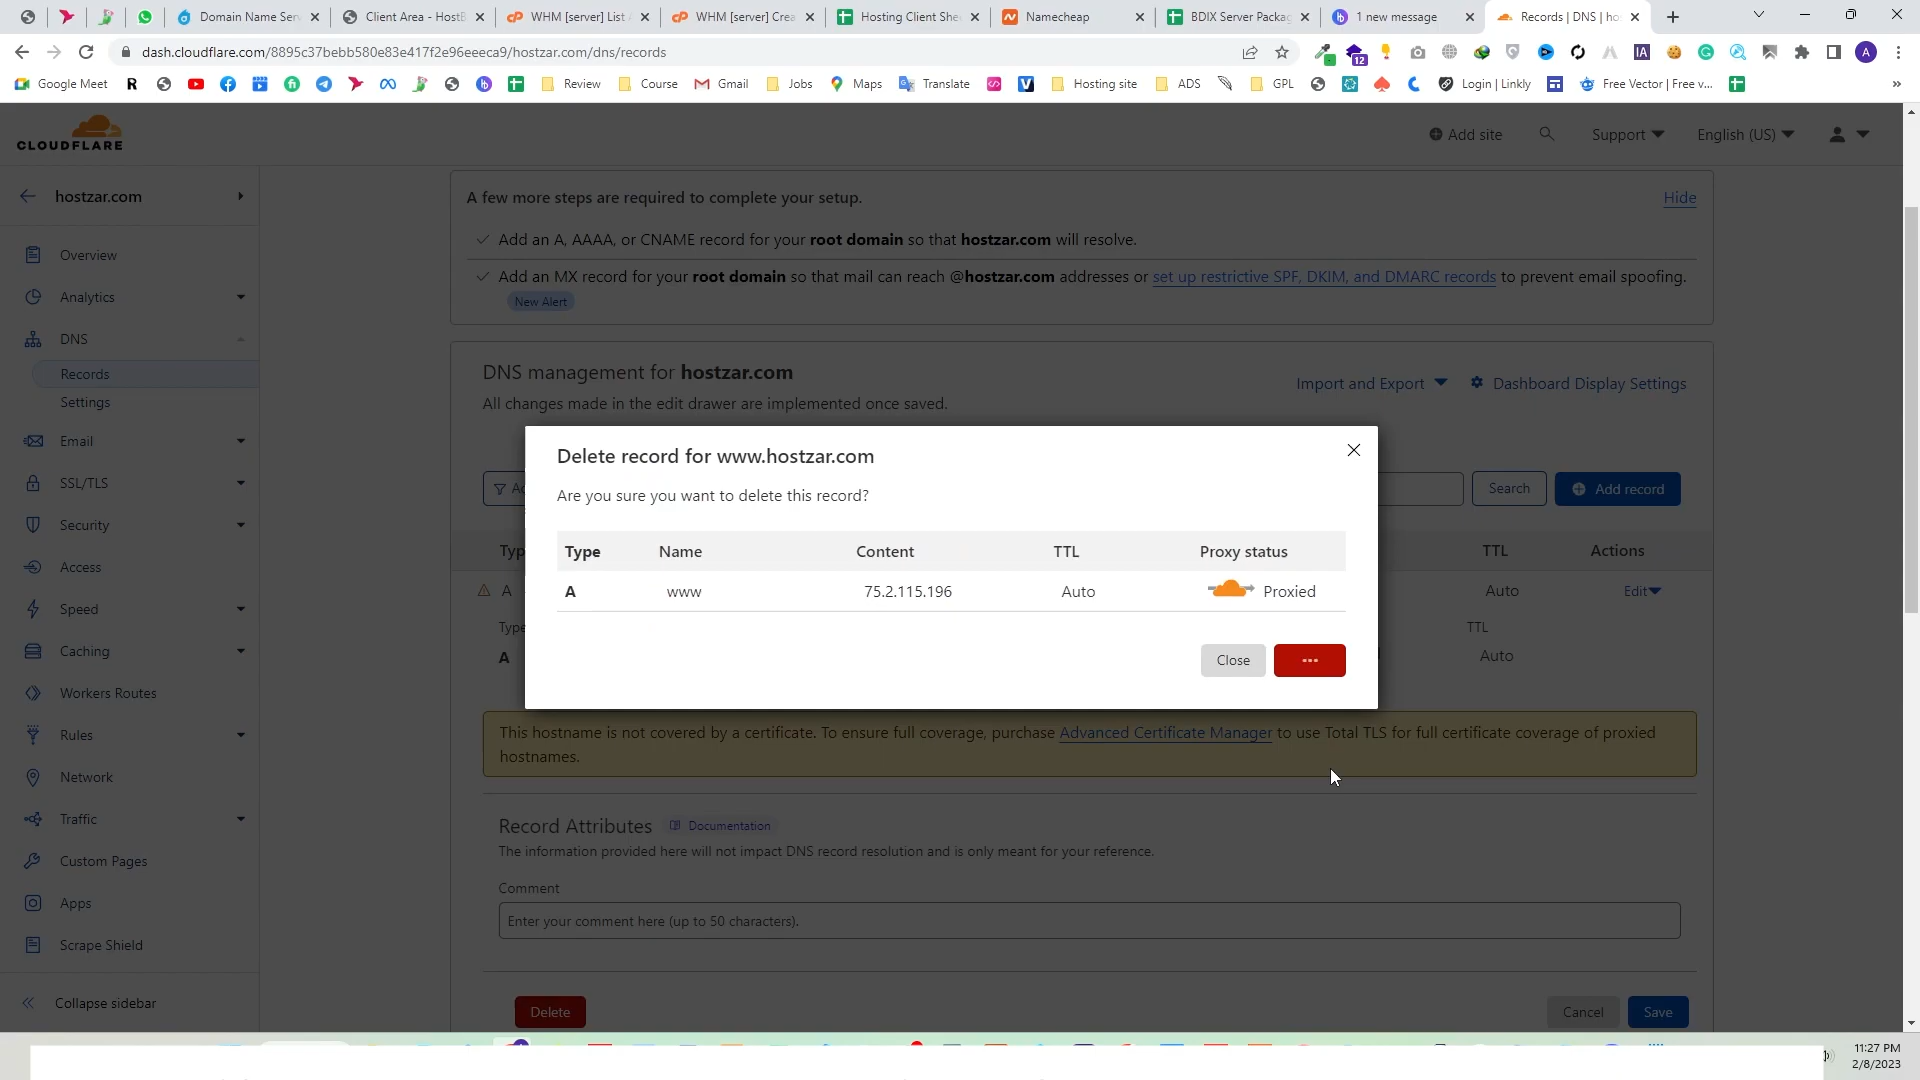 Domain Name Ser
Client Area - HostB
WHM [server] List A
WHM [server] Crea
Hosting Client She
Namecheap
BDIX Server Packag
1 new message
Records | DNS | ho
dash.cloudflare.com/8895c37bebb580e83e417f2e96eeeca9/hostzar.com/dns/records
12
IA
A
Google Meet
Review
Course
Gmail
Jobs
Maps
Translate
Hosting site
ADS
GPL
Login | Linkly
Free Vector | Free v...
CLOUDFLARE
Add site
Support
English (US)
hostzar.com
A few more steps are required to complete your setup.
Hide
Add an A, AAAA, or CNAME record for your root domain so that hostzar.com will resolve.
Add an MX record for your root domain so that mail can reach @hostzar.com addresses or set up restrictive SPF, DKIM, and DMARC records to prevent email spoofing.
New Alert
Overview
Analytics
DNS
Records
Settings
Email
SSL/TLS
Security
Access
Speed
Caching
Workers Routes
Rules
Network
Traffic
Custom Pages
Apps
Scrape Shield
Collapse sidebar
DNS management for hostzar.com
Import and Export
Dashboard Display Settings
All changes made in the edit drawer are implemented once saved.
Search
Add record
Typ
TTL
Actions
A
Auto
Edit
Type
TTL
A
Auto
Delete record for www.hostzar.com
Are you sure you want to delete this record?
Type Name Content TTL Proxy status
A www 75.2.115.196 Auto Proxied
Close
...
This hostname is not covered by a certificate. To ensure full coverage, purchase Advanced Certificate Manager to use Total TLS for full certificate coverage of proxied
hostnames.
Record Attributes
Documentation
The information provided here will not impact DNS record resolution and is only meant for your reference.
Comment
Enter your comment here (up to 50 characters).
Delete
Cancel
Save
11:27 PM
2/8/2023